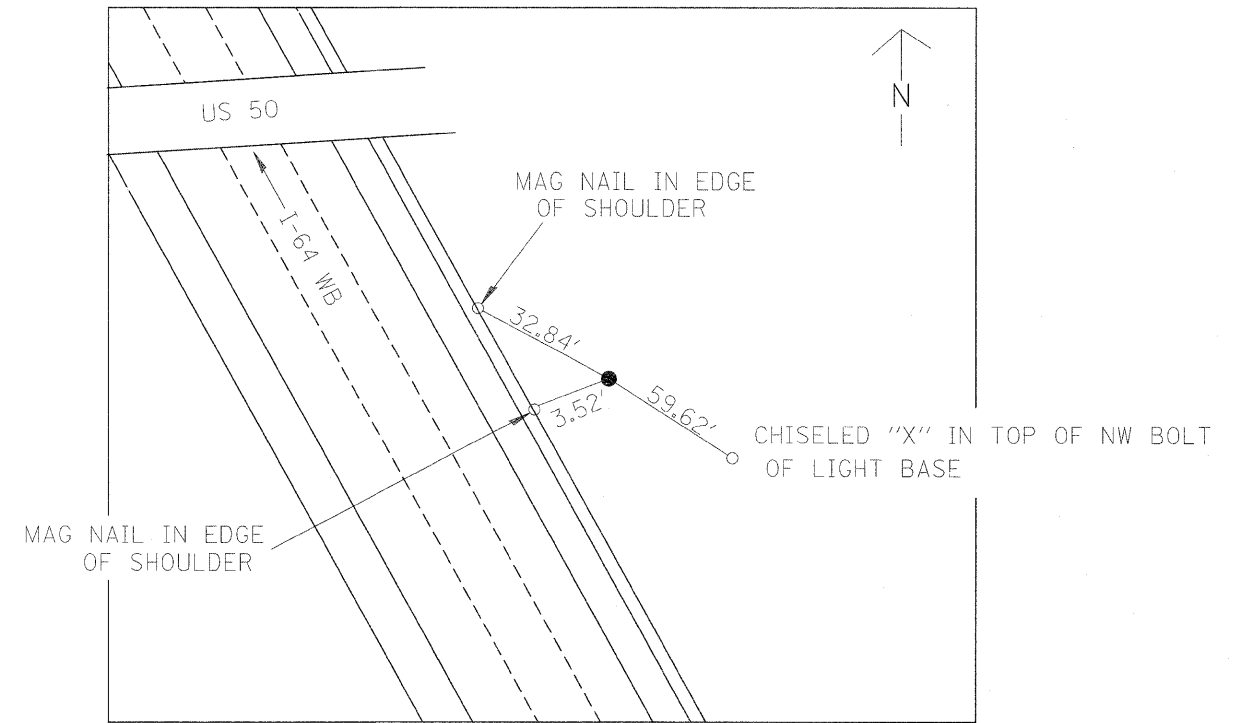 US 50
N
MAG NAIL IN EDGE
OF SHOULDER
I-64 WB
32.84'
3.52'
59.62'
CHISELED "X" IN TOP OF NW BOLT
OF LIGHT BASE
MAG NAIL IN EDGE
OF SHOULDER